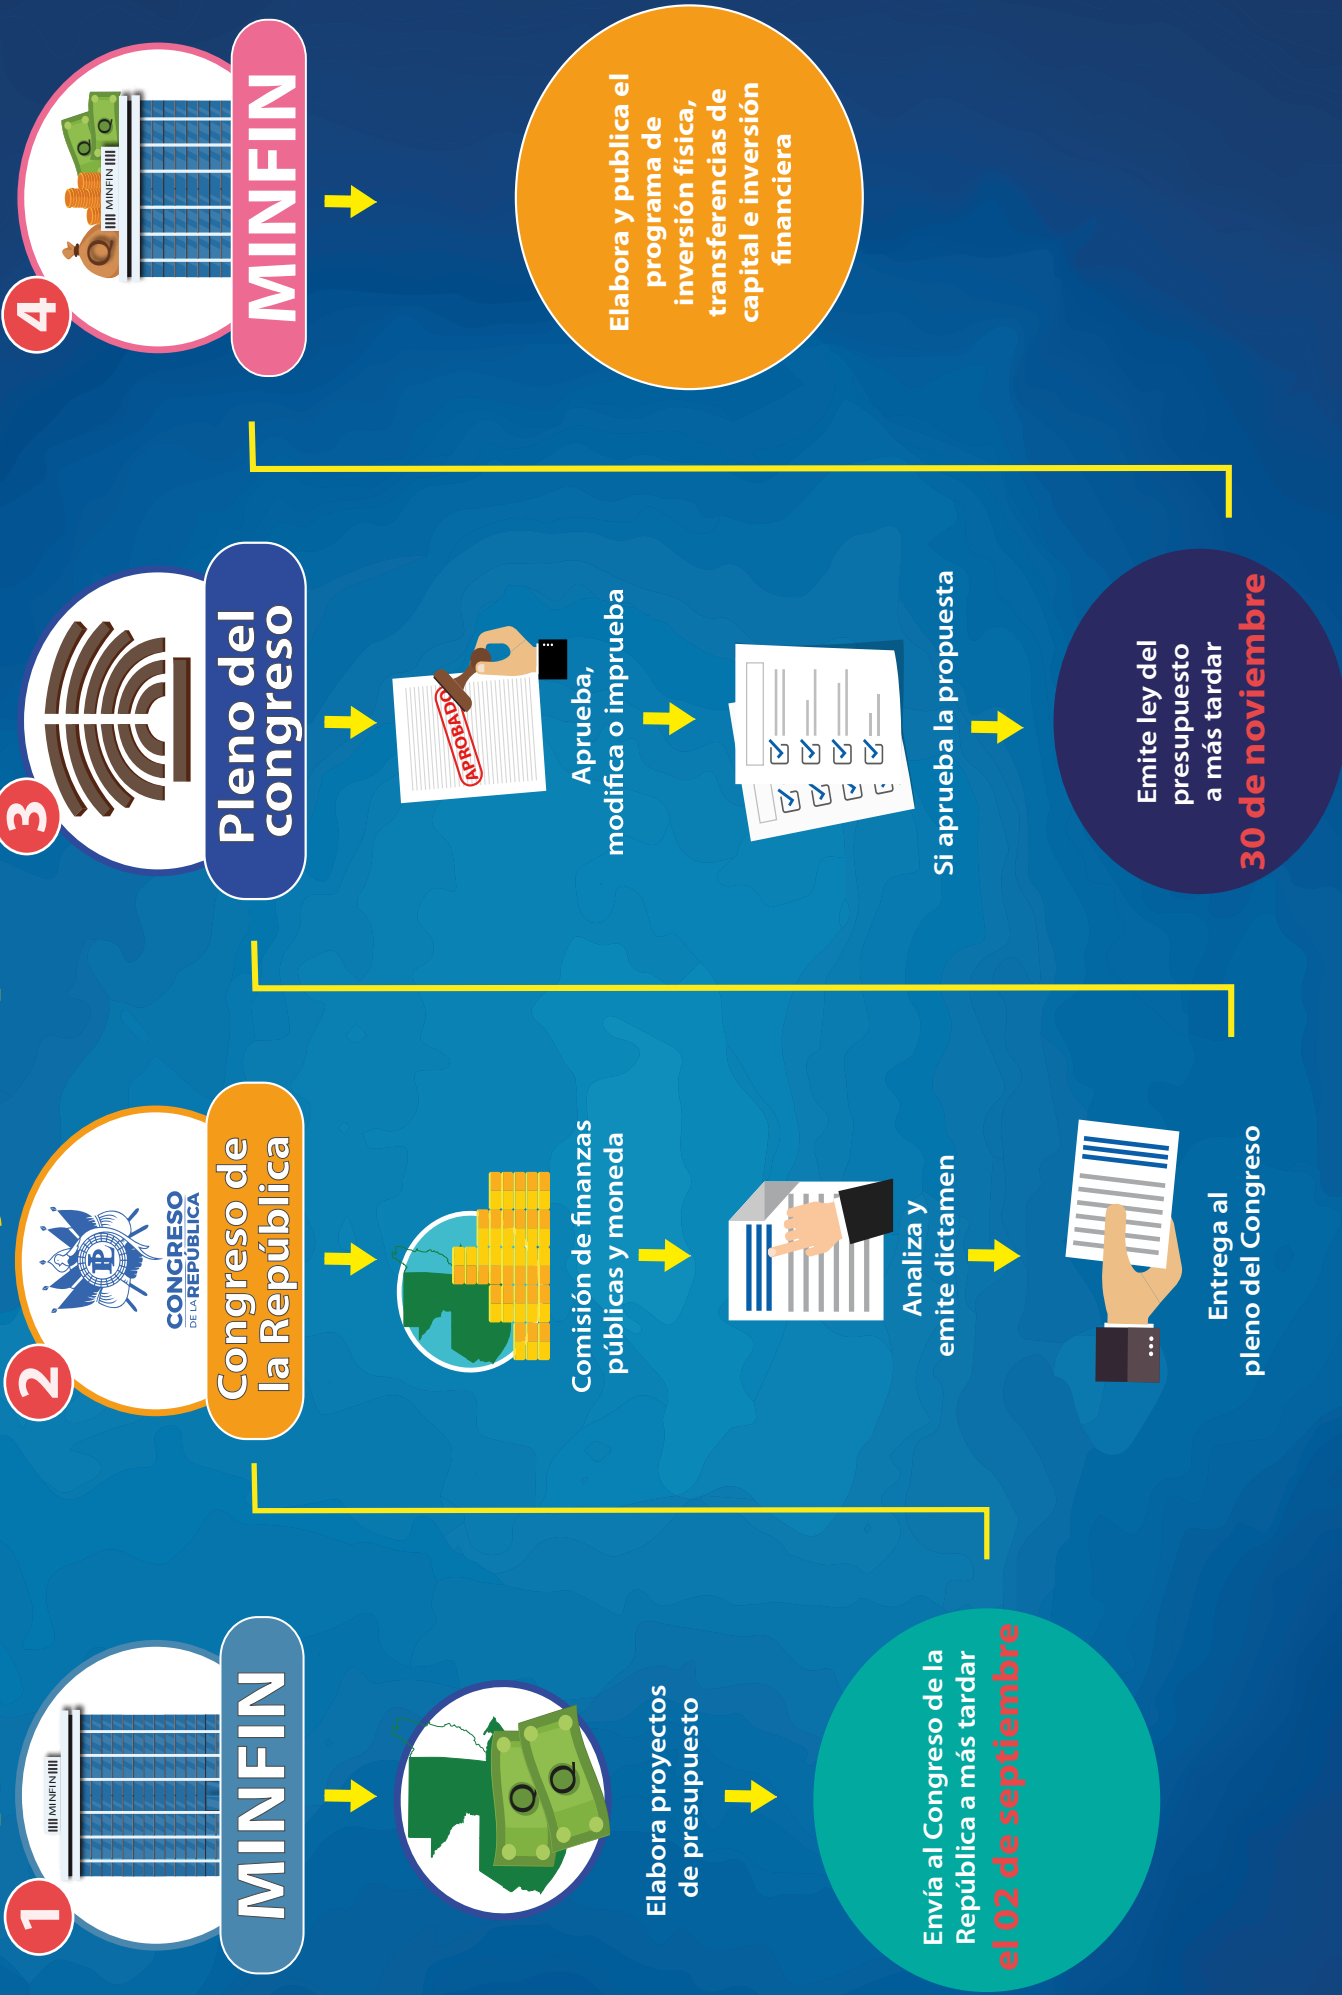 1
MINFIN
MINFIN
Elabora proyectos
de presupuesto
Q
Q
Envía al Congreso de la
República a más tardar
el 02 de septiembre
2
CONGRESO
DE LA REPÚBLICA
Congreso de
la República
Comisión de finanzas
públicas y moneda
Analiza y
emite dictamen
Entrega al
pleno del Congreso
3
Pleno del
congreso
APROBADO
Aprueba,
modifica o imprueba
Si aprueba la propuesta
Emite ley del
presupuesto
a más tardar
30 de noviembre
4
Q
Q
Q
MINFIN
MINFIN
Elabora y publica el
programa de
inversión física,
transferencias de
capital e inversión
financiera